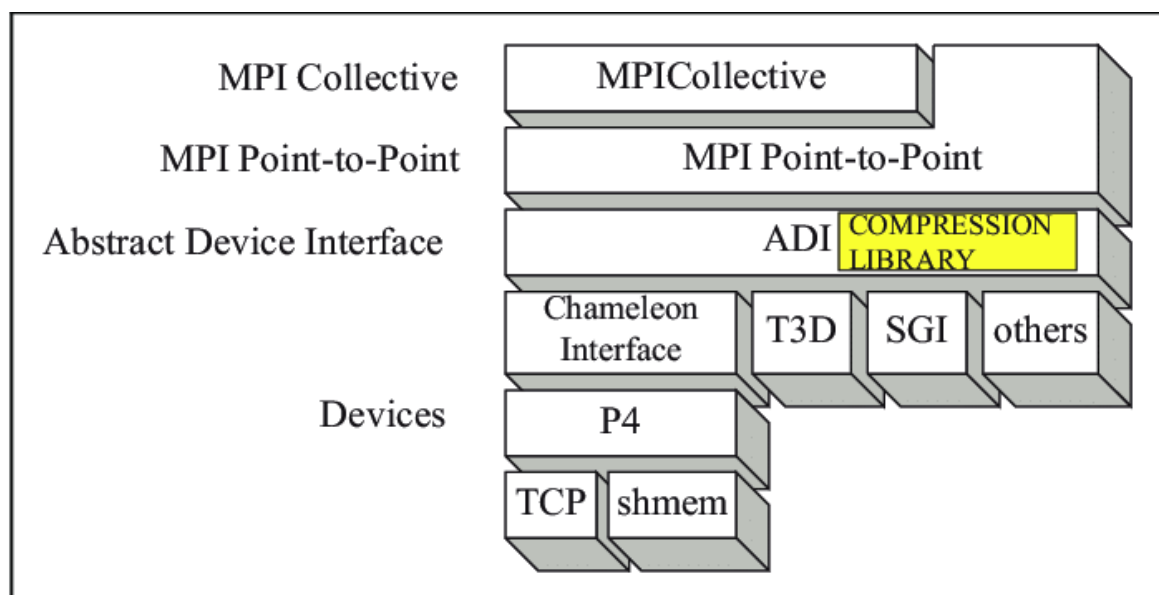 MPI Collective
MPICollective
MPI Point-to-Point
MPI Point-to-Point
Abstract Device Interface
ADI
COMPRESSION
LIBRARY
Chameleon
Interface
T3D
SGI
others
Devices
P4
TCP
shmem